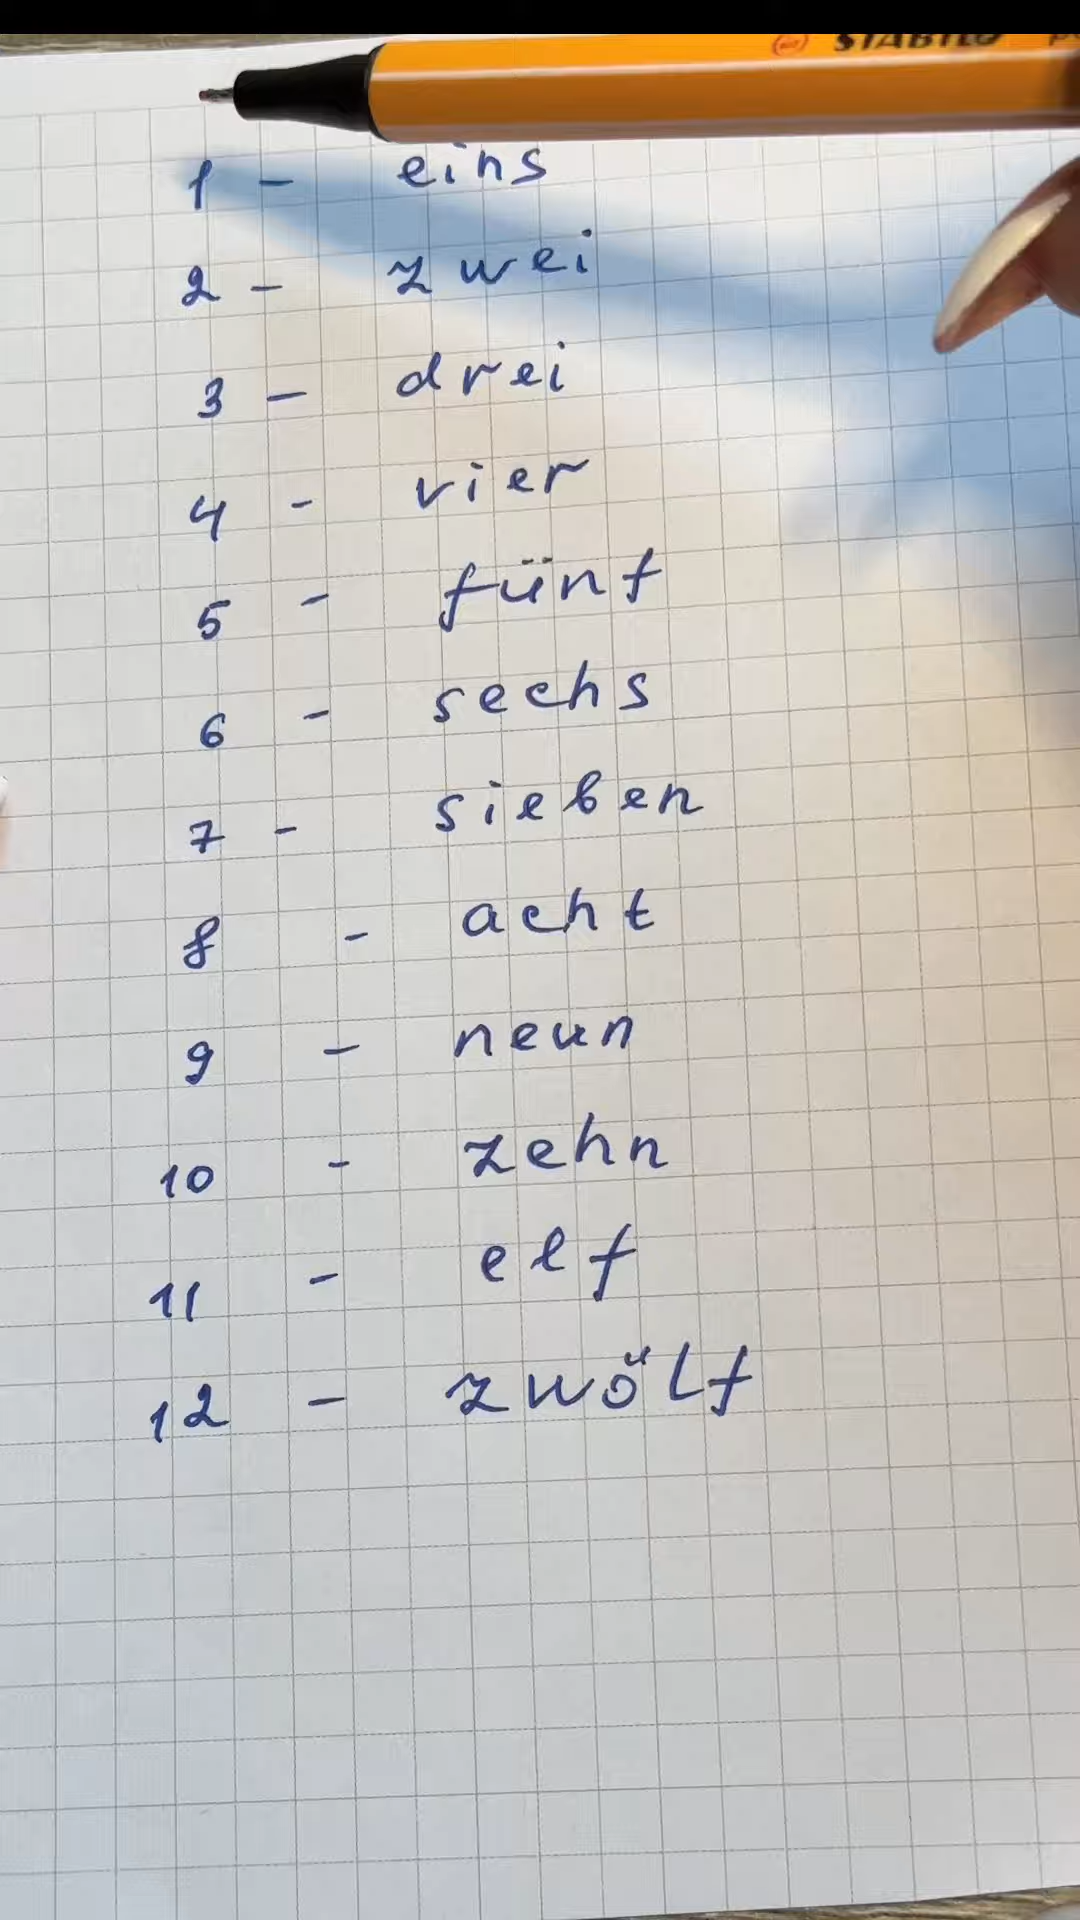 STABILO
1 - eins
2 - zwei
3 - drei
4 - vier
5 - fünf
6 - sechs
7 - sieben
8 - acht
9 - neun
10 - zehn
11 - elf
12 - zwölf